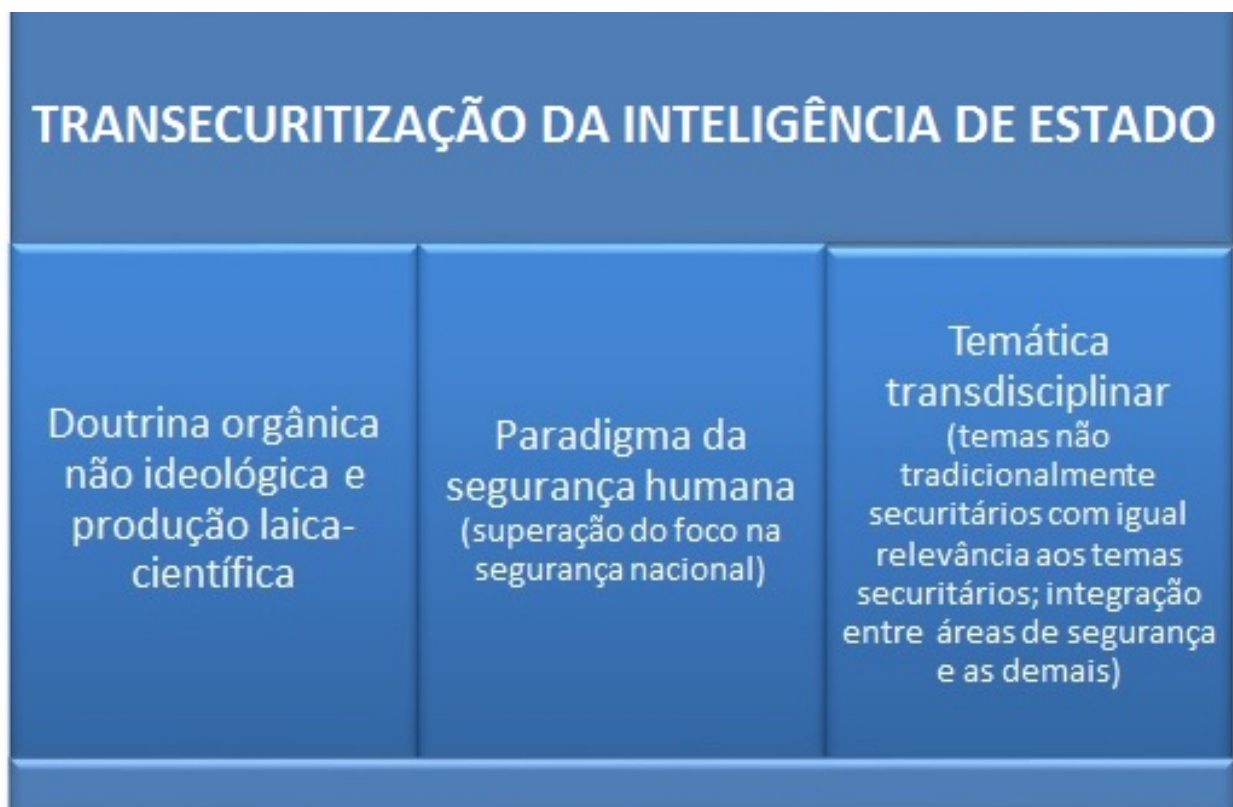 TRANSECURITIZAÇÃO DA INTELIGÊNCIA DE ESTADO
Doutrina orgânica
não ideológica e
produção laica-
científica
Paradigma da
segurança humana
(superação do foco na
segurança nacional)
Temática
transdisciplinar
(temas não
tradicionalmente
securitários com igual
relevância aos temas
securitários; integração
entre áreas de segurança
e as demais)